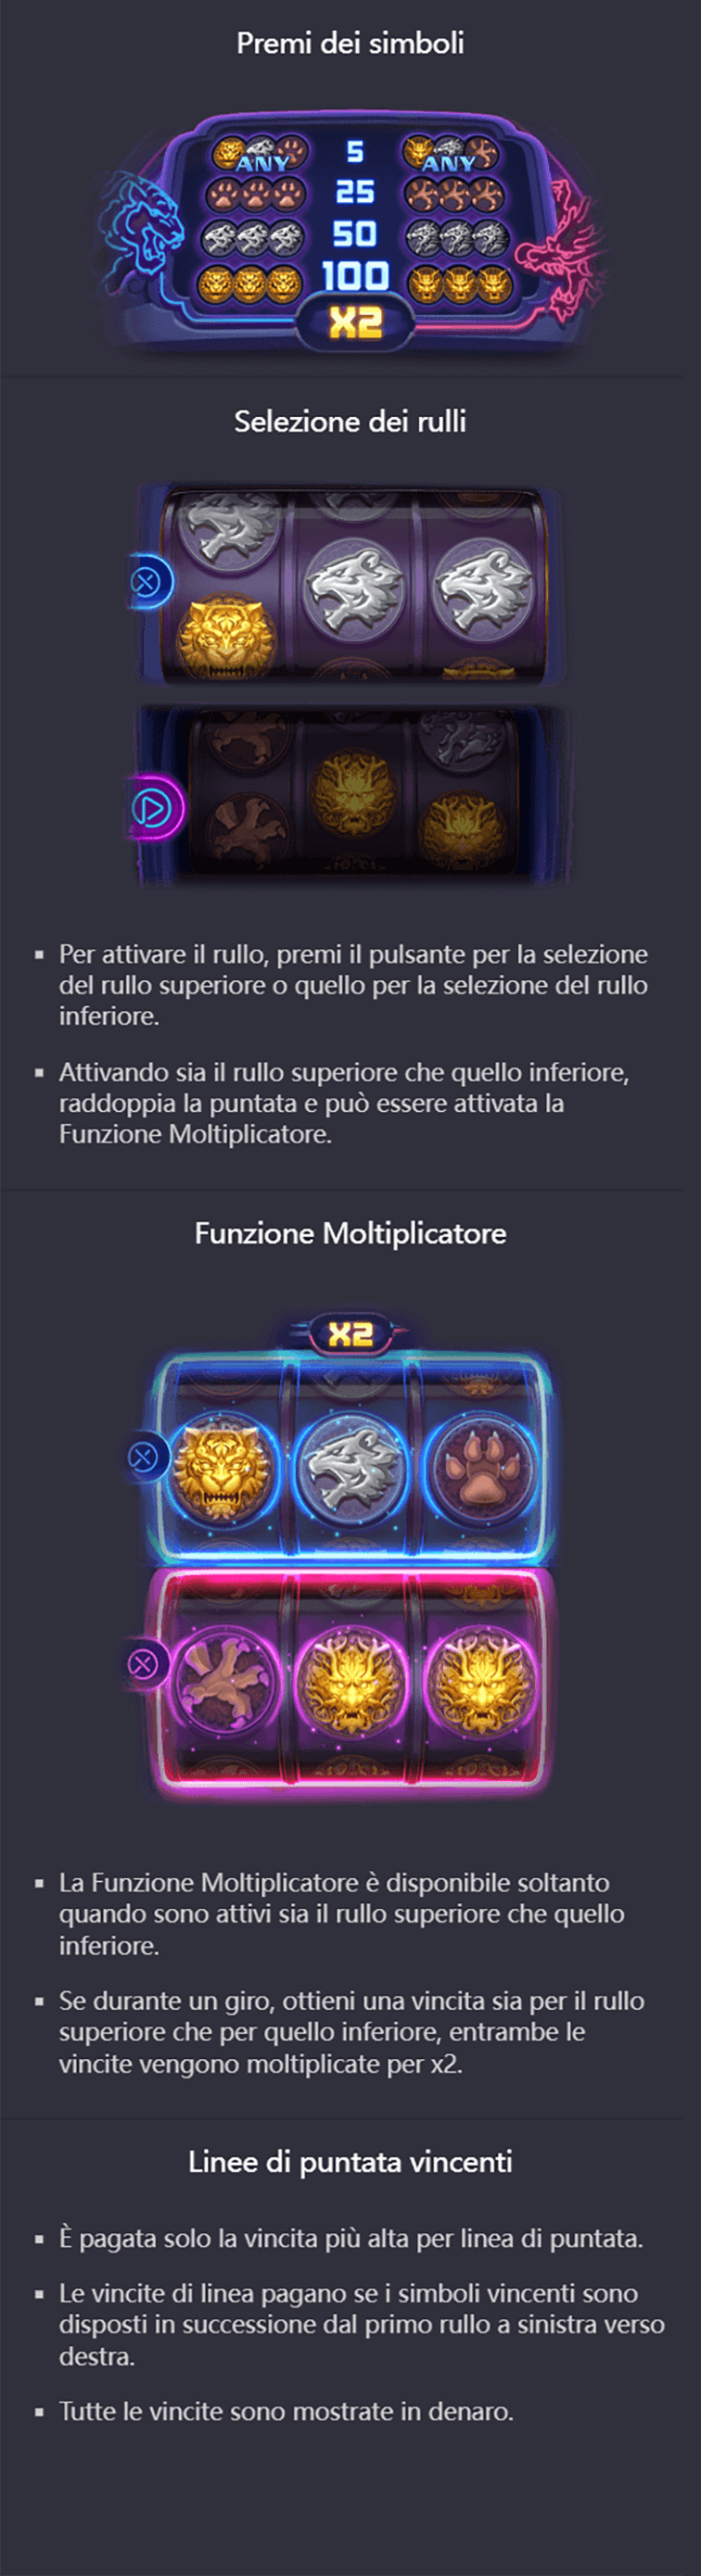 Premi dei simboli
ANY 5 ANY
25
50
100
X2
Selezione dei rulli
▪ Per attivare il rullo, premi il pulsante per la selezione
del rullo superiore o quello per la selezione del rullo
inferiore.
▪ Attivando sia il rullo superiore che quello inferiore,
raddoppia la puntata e può essere attivata la
Funzione Moltiplicatore.
Funzione Moltiplicatore
X2
▪ La Funzione Moltiplicatore è disponibile soltanto
quando sono attivi sia il rullo superiore che quello
inferiore.
▪ Se durante un giro, ottieni una vincita sia per il rullo
superiore che per quello inferiore, entrambe le
vincite vengono moltiplicate per x2.
Linee di puntata vincenti
▪ È pagata solo la vincita più alta per linea di puntata.
▪ Le vincite di linea pagano se i simboli vincenti sono
disposti in successione dal primo rullo a sinistra verso
destra.
▪ Tutte le vincite sono mostrate in denaro.